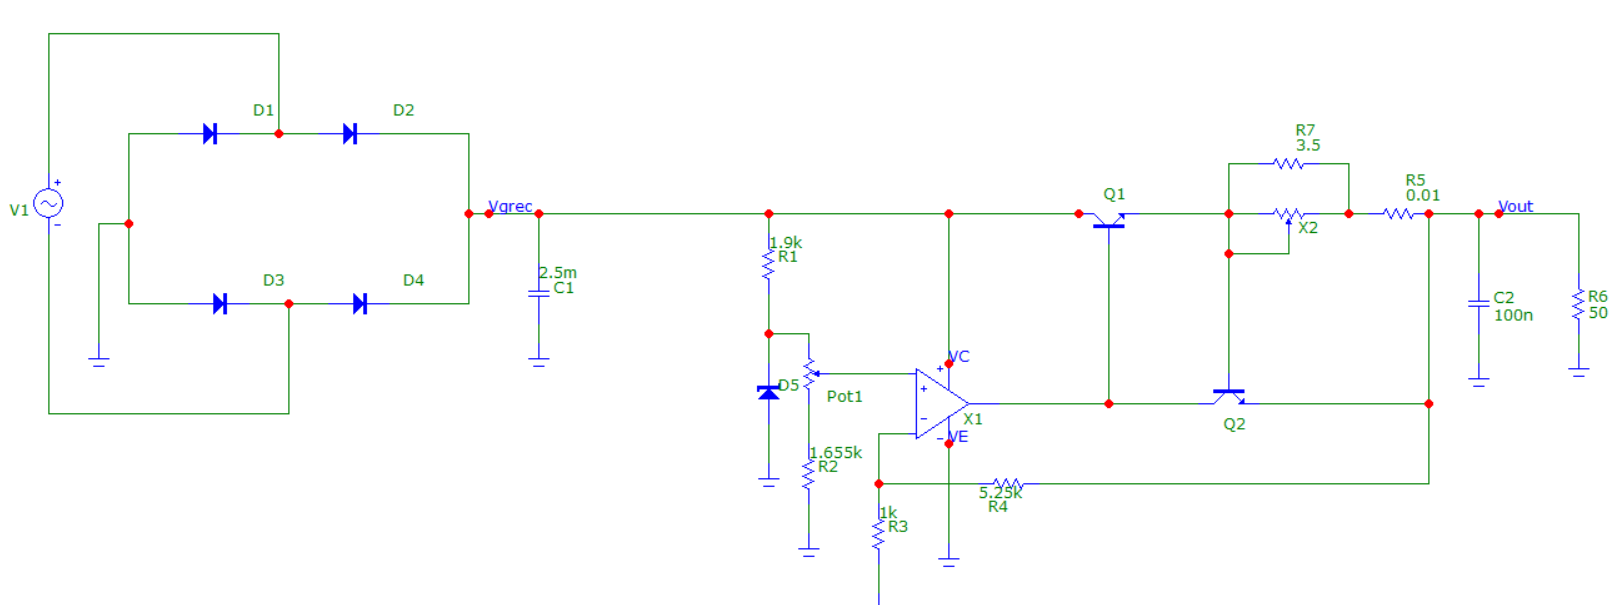 V1
+
-
D1
D2
D3
D4
Vgrec
2.5m
C1
1.9k
R1
D5
Pot1
1.655k
R2
VC
+
+
-
X1
-
VE
1k
R3
5.25k
R4
Q1
Q2
R7
3.5
X2
R5
0.01
Vout
C2
100n
R6
50